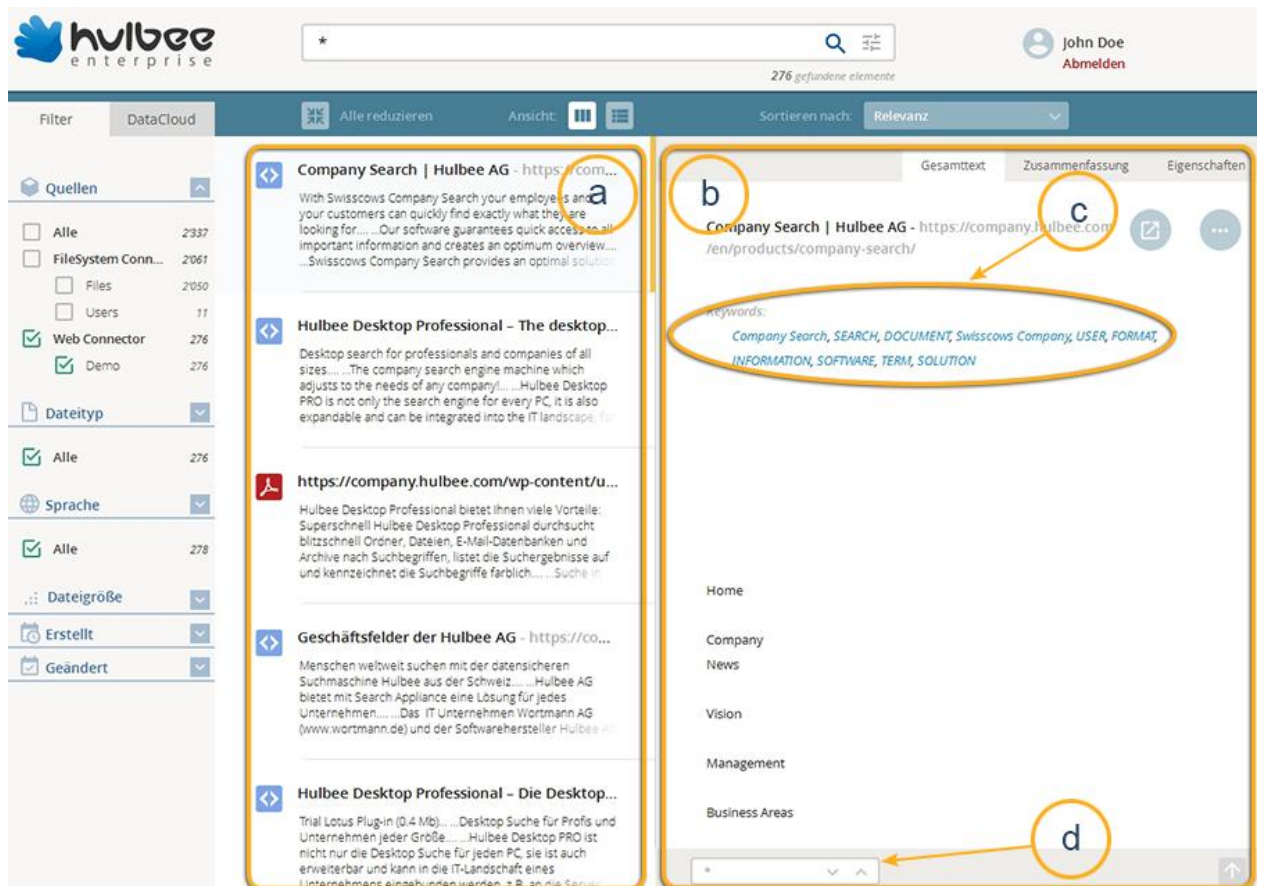 hulbee
enterprise
*
276 gefundene elemente
John Doe
Abmelden
Filter
DataCloud
Alle reduzieren
Ansicht:
Sortieren nach:
Relevanz
Quellen
Alle 2'337
FileSystem Conn... 2'061
Files 2'050
Users 11
Web Connector 276
Demo 276
Dateityp
Alle 276
Sprache
Alle 278
Dateigröße
Erstellt
Geändert
a
Company Search | Hulbee AG - https://com...
With Swisscows Company Search your employees and
your customers can quickly find exactly what they are
looking for.... ...Our software guarantees quick access to all
important information and creates an optimum overview....
...Swisscows Company Search provides an optimal solution
Hulbee Desktop Professional – The desktop...
Desktop search for professionals and companies of all
sizes.... ...The company search engine machine which
adjusts to the needs of any company!... ...Hulbee Desktop
PRO is not only the search engine for every PC, it is also
expandable and can be integrated into the IT landscape, for
https://company.hulbee.com/wp-content/u...
Hulbee Desktop Professional bietet Ihnen viele Vorteile:
Superschnell Hulbee Desktop Professional durchsucht
blitzschnell Ordner, Dateien, E-Mail-Datenbanken und
Archive nach Suchbegriffen, listet die Suchergebnisse auf
und kennzeichnet die Suchbegriffe farblich.... ...Suche in
Geschäftsfelder der Hulbee AG - https://co...
Menschen weltweit suchen mit der datensicheren
Suchmaschine Hulbee aus der Schweiz.... ...Hulbee AG
bietet mit Search Appliance eine Lösung für jedes
Unternehmen.... ...Das IT Unternehmen Wortmann AG
(www.wortmann.de) und der Softwarehersteller Hulbee AG
Hulbee Desktop Professional – Die Desktop...
Trial Lotus Plug-in (0.4 Mb)... ...Desktop Suche für Profis und
Unternehmen jeder Größe.... ...Hulbee Desktop PRO ist
nicht nur die Desktop Suche für jeden PC, sie ist auch
erweiterbar und kann in die IT-Landschaft eines
Unternehmens eingebunden werden, z.B. an die Server
Gesamttext
Zusammenfassung
Eigenschaften
b
c
Company Search | Hulbee AG - https://company.hulbee.com
/en/products/company-search/
Keywords:
Company Search, SEARCH, DOCUMENT, Swisscows Company, USER, FORMAT,
INFORMATION, SOFTWARE, TERM, SOLUTION
Home
Company
News
Vision
Management
Business Areas
d
*